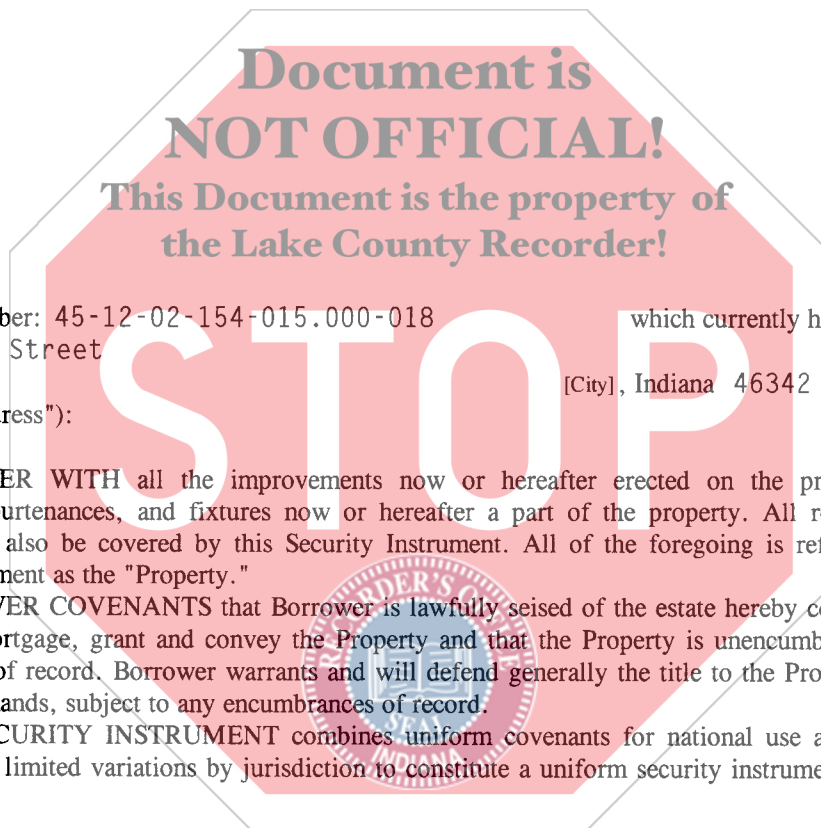 Document is
NOT OFFICIAL!
This Document is the property of
the Lake County Recorder!
STOP
ber: 45-12-02-154-015.000-018 which currently h
Street
[City], Indiana 46342
ress"):
ER WITH all the improvements now or hereafter erected on the pr
urtenances, and fixtures now or hereafter a part of the property. All r
also be covered by this Security Instrument. All of the foregoing is ref
ment as the "Property."
VER COVENANTS that Borrower is lawfully seised of the estate hereby c
ortgage, grant and convey the Property and that the Property is unencumb
of record. Borrower warrants and will defend generally the title to the Pro
ands, subject to any encumbrances of record.
CURITY INSTRUMENT combines uniform covenants for national use a
limited variations by jurisdiction to constitute a uniform security instrume
RECORDER'S OFFICE
SEAL
INDIANA